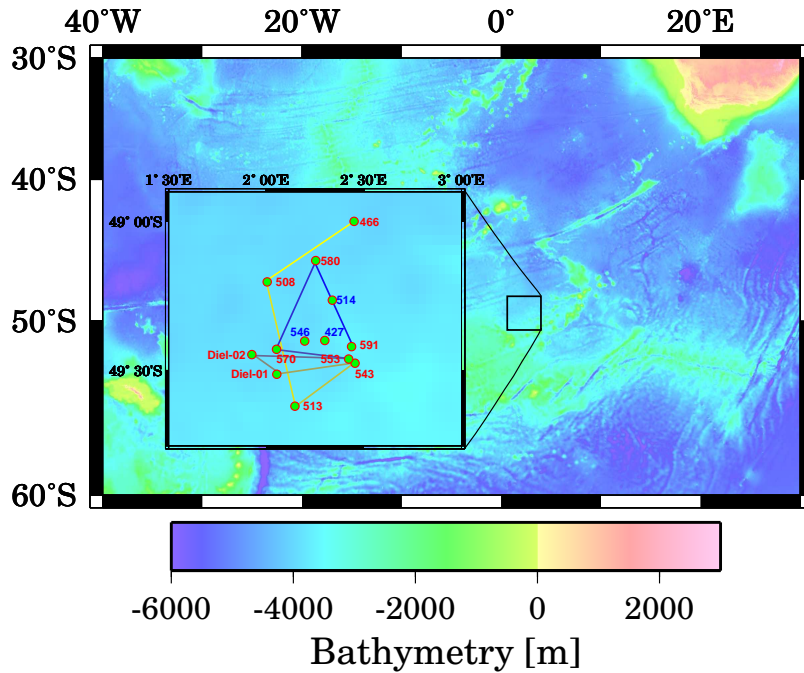 40˚W 20˚W 0˚ 20˚E
30˚S
40˚S
50˚S
60˚S
1˚ 30'E 2˚ 00'E 2˚ 30'E 3˚ 00'E
49˚ 00'S
49˚ 30'S
466
580
508
514
546 427
591
Diel-02 570 553
Diel-01 543
513
-6000 -4000 -2000 0 2000
Bathymetry [m]